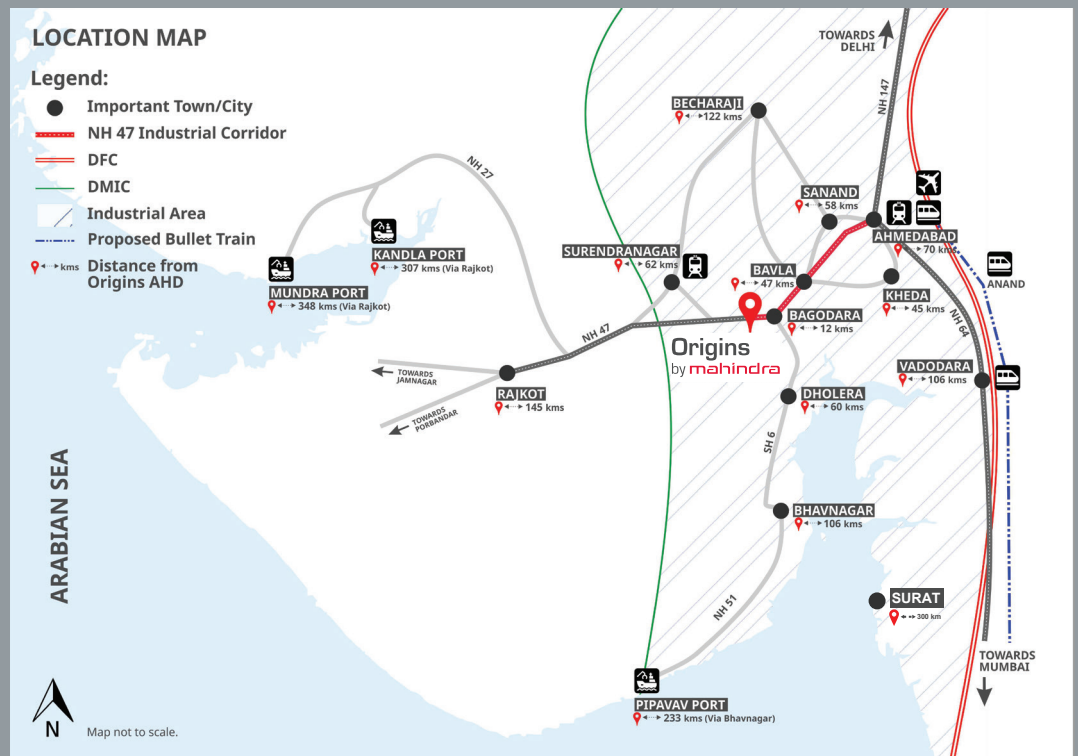 LOCATION MAP
Legend:
Important Town/City
NH 47 Industrial Corridor
DFC
DMIC
Industrial Area
Proposed Bullet Train
kms Distance from
Origins AHD
TOWARDS
DELHI
NH 147
BECHARAJI
122 kms
NH 27
SANAND
58 kms
AHMEDABAD
70 kms
KANDLA PORT
307 kms (Via Rajkot)
SURENDRANAGAR
62 kms
BAVLA
47 kms
ANAND
MUNDRA PORT
348 kms (Via Rajkot)
KHEDA
45 kms
BAGODARA
12 kms
NH 47
NH 64
Origins
by mahindra
VADODARA
106 kms
TOWARDS
JAMNAGAR
RAJKOT
145 kms
DHOLERA
60 kms
TOWARDS
PORBANDAR
SH 6
BHAVNAGAR
106 kms
ARABIAN SEA
NH 51
SURAT
300 km
TOWARDS
MUMBAI
PIPAVAV PORT
233 kms (Via Bhavnagar)
N
Map not to scale.